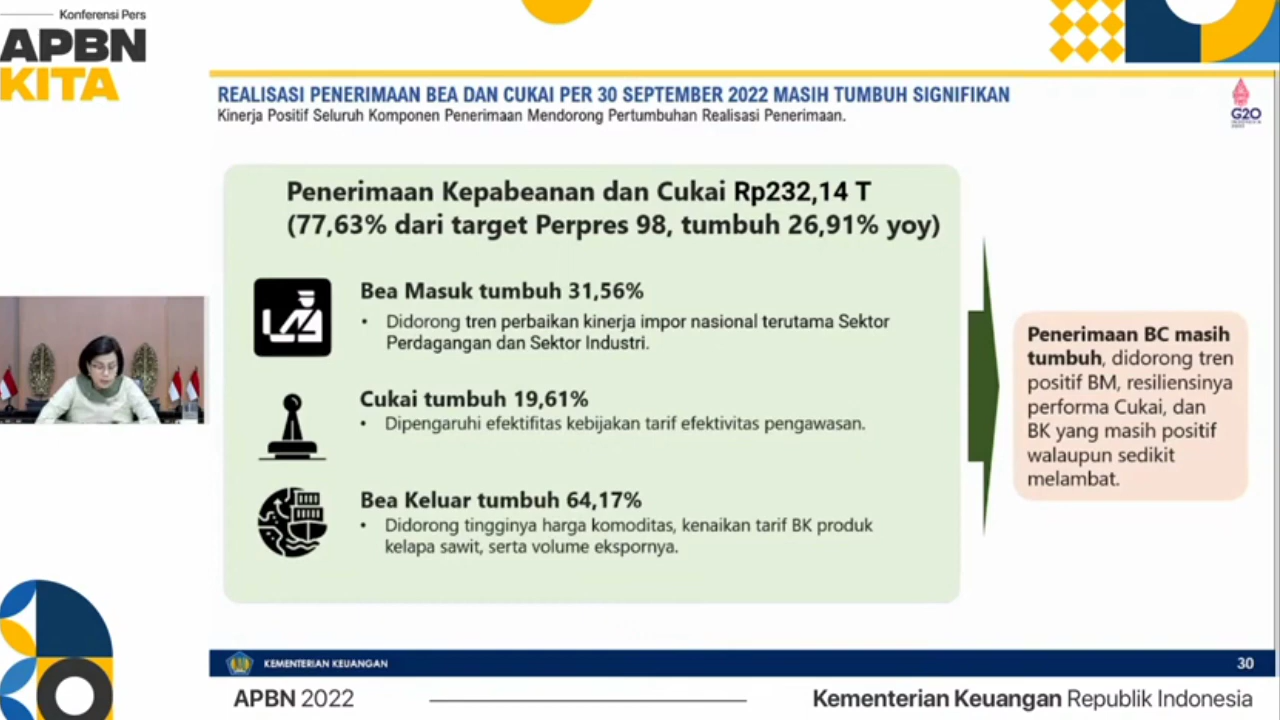 Konferensi Pers
APBN
KITA
REALISASI PENERIMAAN BEA DAN CUKAI PER 30 SEPTEMBER 2022 MASIH TUMBUH SIGNIFIKAN
Kinerja Positif Seluruh Komponen Penerimaan Mendorong Pertumbuhan Realisasi Penerimaan.
G20
Penerimaan Kepabeanan dan Cukai Rp232,14 T
(77,63% dari target Perpres 98, tumbuh 26,91% yoy)
Bea Masuk tumbuh 31,56%
• Didorong tren perbaikan kinerja impor nasional terutama Sektor
Perdagangan dan Sektor Industri.
Cukai tumbuh 19,61%
• Dipengaruhi efektifitas kebijakan tarif efektivitas pengawasan.
Bea Keluar tumbuh 64,17%
• Didorong tingginya harga komoditas, kenaikan tarif BK produk
kelapa sawit, serta volume ekspornya.
Penerimaan BC masih
tumbuh, didorong tren
positif BM, resiliensinya
performa Cukai, dan
BK yang masih positif
walaupun sedikit
melambat.
KEMENTERIAN KEUANGAN
30
APBN 2022
Kementerian Keuangan Republik Indonesia